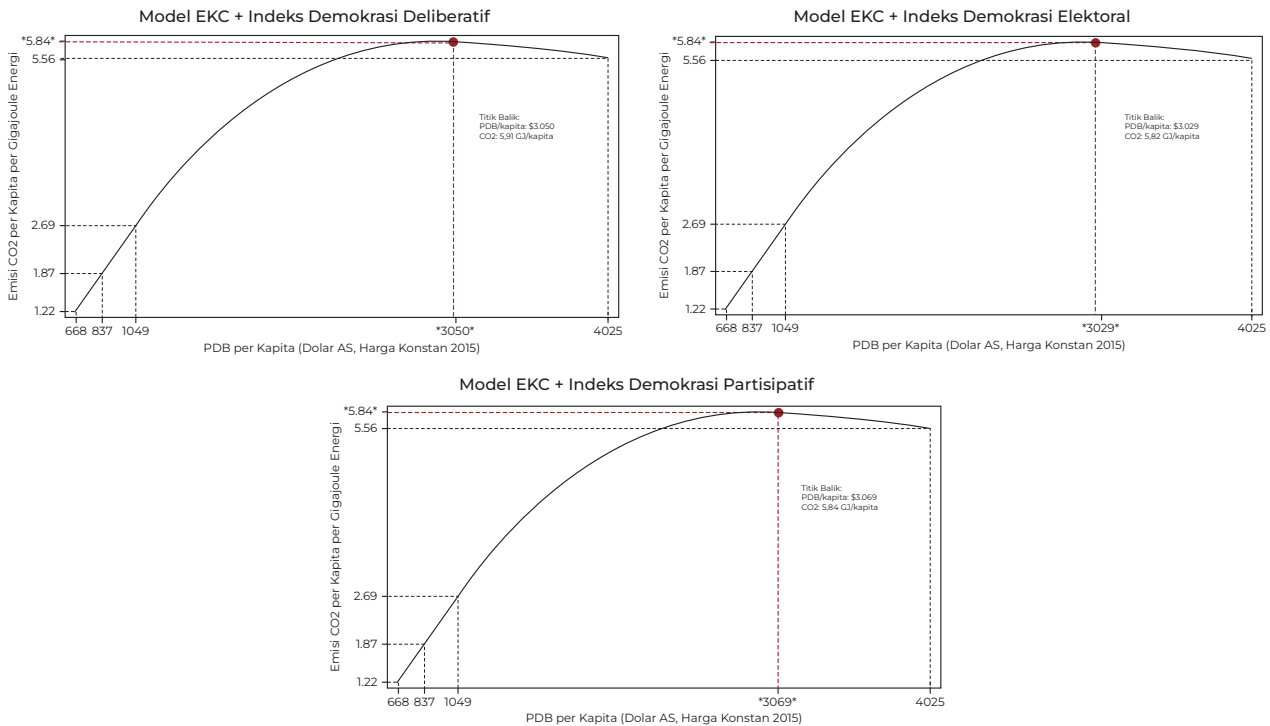 Model EKC + Indeks Demokrasi Deliberatif
Emisi CO2 per Kapita per Gigajoule Energi
*5.84*
5.56
2.69
1.87
1.22
Titik Balik:
PDB/kapita: $3.050
CO2: 5,91 GJ/kapita
668 837 1049 *3050* 4025
PDB per Kapita (Dolar AS, Harga Konstan 2015)
Model EKC + Indeks Demokrasi Elektoral
Emisi CO2 per Kapita per Gigajoule Energi
*5.84*
5.56
2.69
1.87
1.22
Titik Balik:
PDB/kapita: $3.029
CO2: 5,82 GJ/kapita
668 837 1049 *3029* 4025
PDB per Kapita (Dolar AS, Harga Konstan 2015)
Model EKC + Indeks Demokrasi Partisipatif
Emisi CO2 per Kapita per Gigajoule Energi
*5.84*
5.56
2.69
1.87
1.22
Titik Balik:
PDB/kapita: $3.069
CO2: 5,84 GJ/kapita
668 837 1049 *3069* 4025
PDB per Kapita (Dolar AS, Harga Konstan 2015)